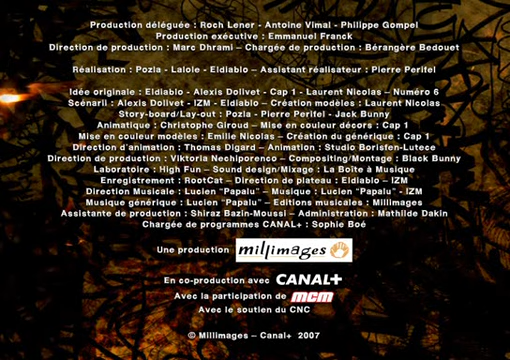 Production déléguée : Roch Lener - Antoine Vimal - Philippe Gompel
Production exécutive : Emmanuel Franck
Direction de production : Marc Dhrami – Chargée de production : Bérangère Bedouet
Réalisation : Pozla - Lalole - Eldiablo – Assistant réalisateur : Pierre Perifel
Idée originale : Eldiablo - Alexis Dolivet - Cap 1 - Laurent Nicolas – Numéro 6
Scénarii : Alexis Dolivet - IZM - Eldiablo – Création modèles : Laurent Nicolas
Story-board/Lay-out : Pozla - Pierre Perifel - Jack Bunny
Animatique : Christophe Giroud – Mise en couleur décors : Cap 1
Mise en couleur modèles : Emilie Nicolas – Création du générique : Cap 1
Direction d'animation : Thomas Digard – Animation : Studio Borisfen-Lutece
Direction de production : Viktoria Nechiporenco – Compositing/Montage : Black Bunny
Laboratoire : High Fun – Sound design/Mixage : La Boîte à Musique
Enregistrement : RootCat – Direction de plateau : Eldiablo – IZM
Direction Musicale : Lucien "Papalu" – Musique : Lucien "Papalu" - IZM
Musique générique : Lucien "Papalu" – Editions musicales : Millimages
Assistante de production : Shiraz Bazin-Moussi – Administration : Mathilde Dakin
Chargée de programmes CANAL+ : Sophie Boé
Une production millimages
En co-production avec CANAL+
Avec la participation de mcm
Avec le soutien du CNC
© Millimages – Canal+ 2007